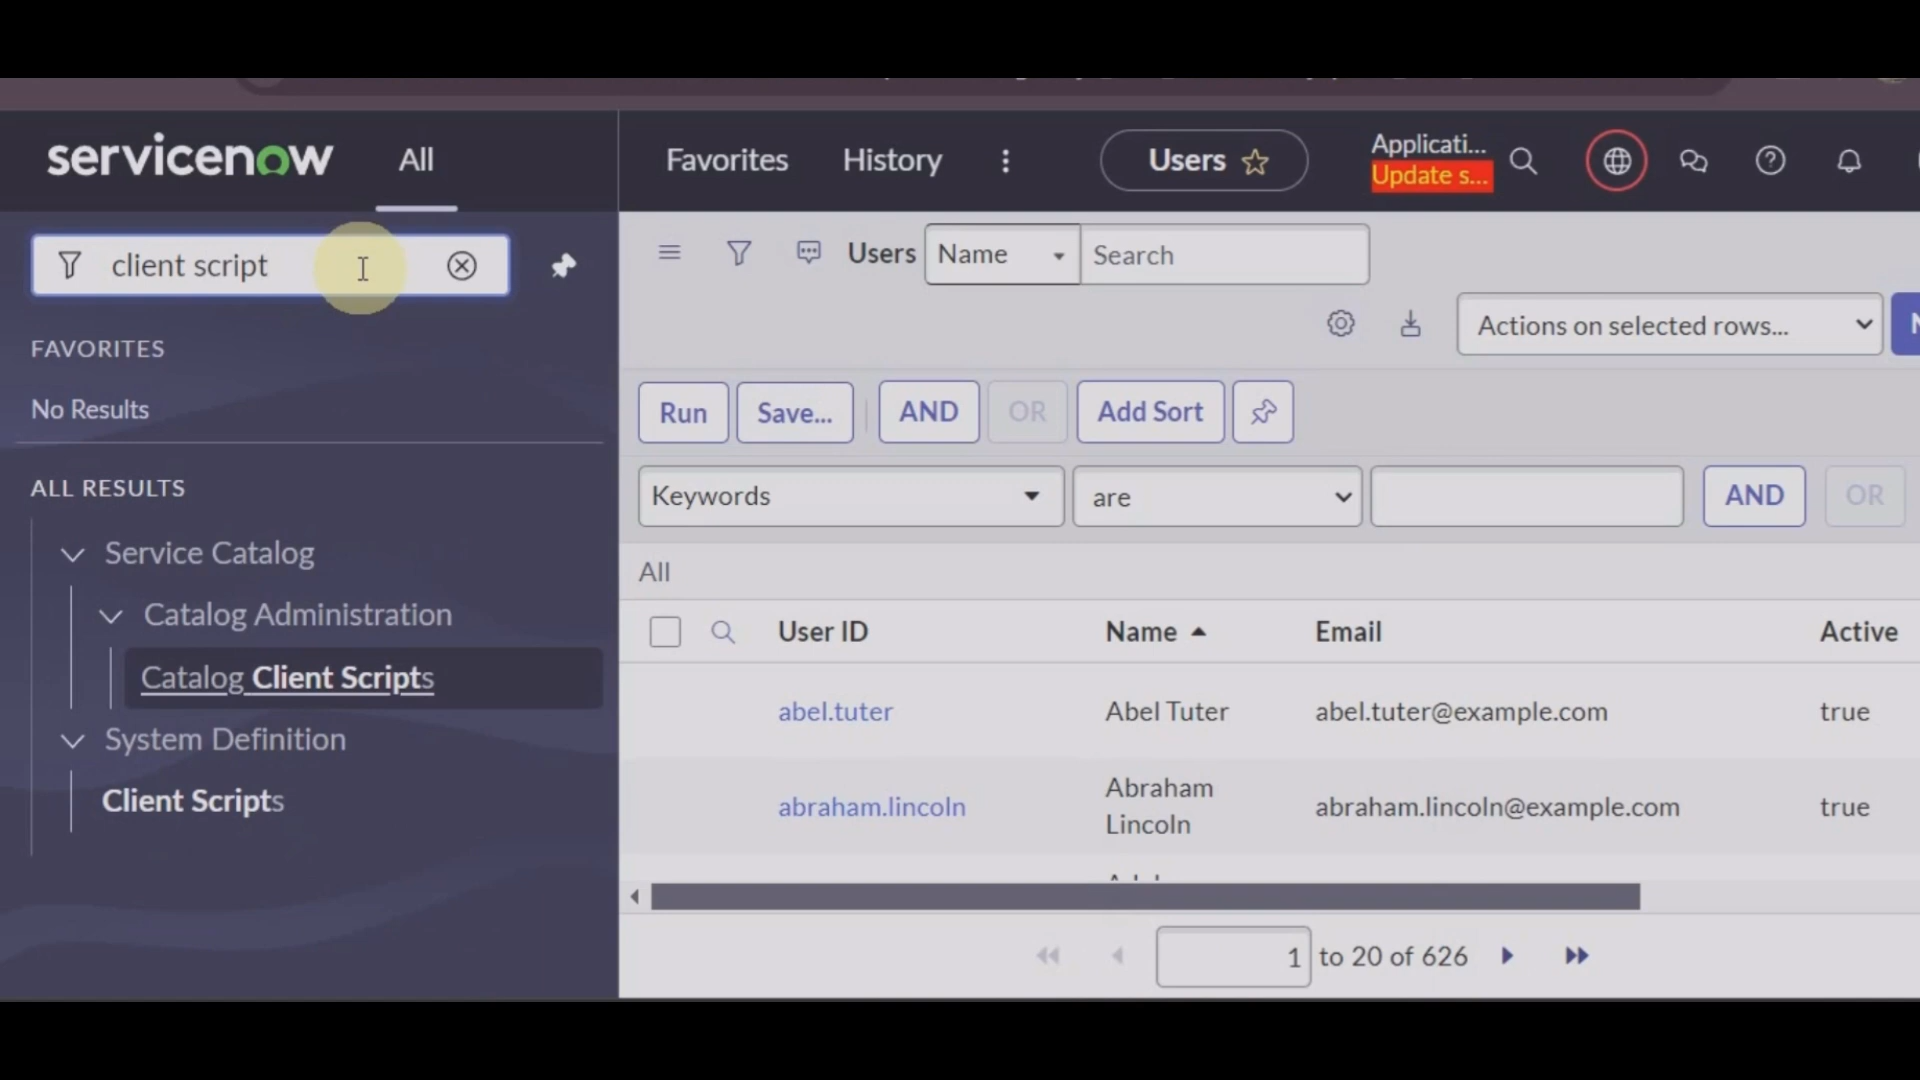 servicenow
All
Favorites
History
Users
Applicati...
Update s...
client script
FAVORITES
No Results
ALL RESULTS
Service Catalog
Catalog Administration
Catalog Client Scripts
System Definition
Client Scripts
Users
Name
Search
Actions on selected rows...
Run
Save...
AND
OR
Add Sort
Keywords
are
AND
OR
All
User ID
Name
Email
Active
abel.tuter
Abel Tuter
abel.tuter@example.com
true
abraham.lincoln
Abraham
Lincoln
abraham.lincoln@example.com
true
1 to 20 of 626